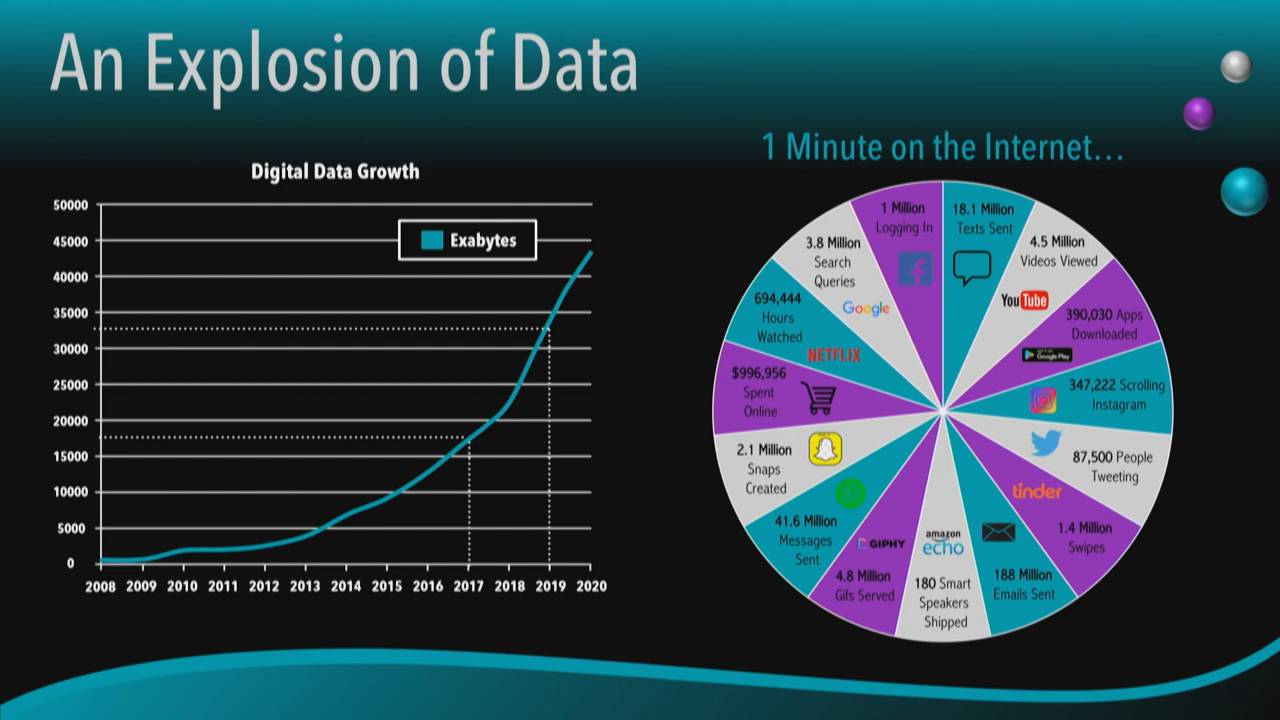 An Explosion of Data
Digital Data Growth
50000
45000
40000
35000
30000
25000
20000
15000
10000
5000
0
Exabytes
2008 2009 2010 2011 2012 2013 2014 2015 2016 2017 2018 2019 2020
1 Minute on the Internet...
1 Million
Logging In
18.1 Million
Texts Sent
4.5 Million
Videos Viewed
YouTube
390,030 Apps
Downloaded
Google Play
347,222 Scrolling
Instagram
87,500 People
Tweeting
tinder
1.4 Million
Swipes
188 Million
Emails Sent
amazon
echo
180 Smart
Speakers
Shipped
GIPHY
4.8 Million
Gifs Served
41.6 Million
Messages
Sent
2.1 Million
Snaps
Created
$996,956
Spent
Online
694,444
Hours
Watched
NETFLIX
3.8 Million
Search
Queries
Google